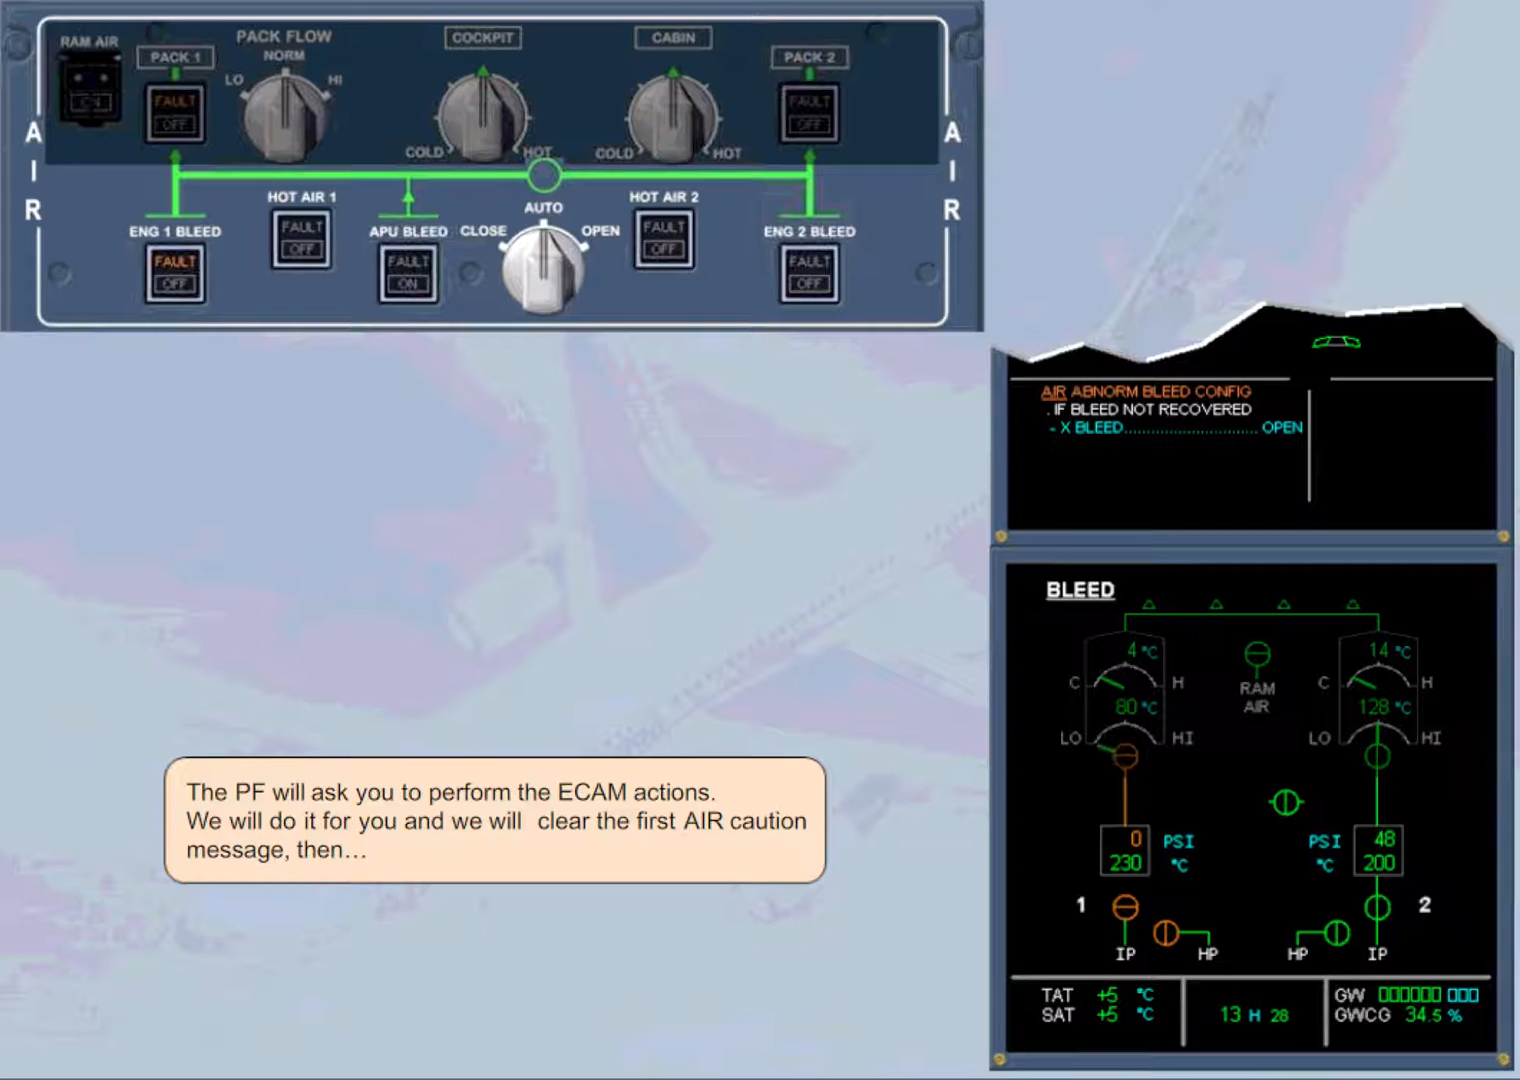 RAM AIR
ON
PACK 1
FAULT
OFF
PACK FLOW
NORM
LO
HI
COCKPIT
COLD
HOT
CABIN
COLD
HOT
PACK 2
FAULT
OFF
AIR
AIR
ENG 1 BLEED
FAULT
OFF
HOT AIR 1
FAULT
OFF
APU BLEED
FAULT
ON
AUTO
CLOSE
OPEN
HOT AIR 2
FAULT
OFF
ENG 2 BLEED
FAULT
OFF
AIR ABNORM BLEED CONFIG
. IF BLEED NOT RECOVERED
- X BLEED.............................. OPEN
The PF will ask you to perform the ECAM actions.
We will do it for you and we will clear the first AIR caution
message, then...
BLEED
4 °C
14 °C
C
H
RAM
AIR
C
H
80 °C
128 °C
LO
HI
LO
HI
0 PSI
230 °C
PSI 48
°C 200
1
2
IP
HP
HP
IP
TAT +5 °C
SAT +5 °C
13 H 28
GW
GWCG 34.5 %